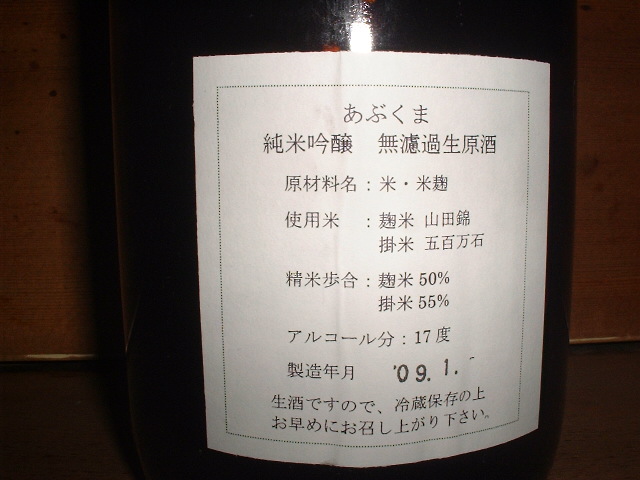 あぶくま
純米吟醸　無濾過生原酒
原材料名：米・米麹
使用米　：麹米 山田錦
掛米 五百万石
精米歩合：麹米 50%
掛米 55%
アルコール分：17度
製造年月 '09.1.
生酒ですので、冷蔵保存の上
お早めにお召し上がり下さい。